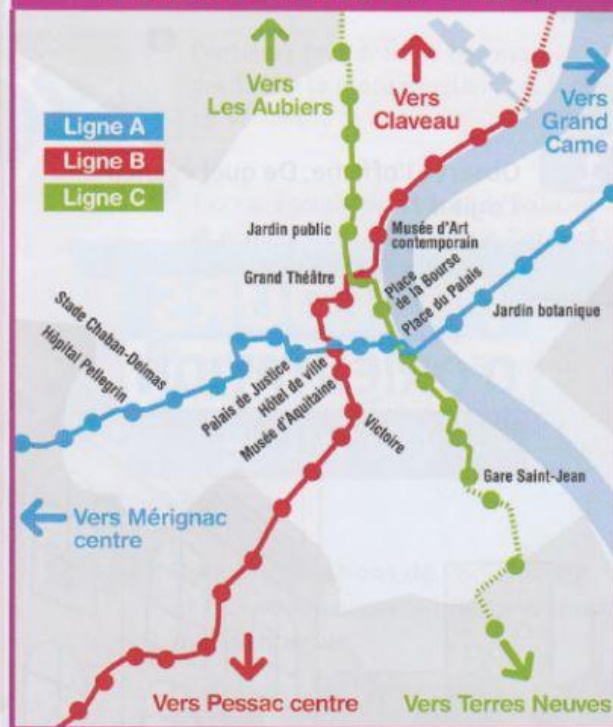 Vers
Les Aubiers
Vers
Claveau
Vers
Grand
Came
Ligne A
Ligne B
Ligne C
Jardin public
Musée d'Art
contemporain
Grand Théâtre
Place
de la Bourse
Place du Palais
Jardin botanique
Stade Chaban-Delmas
Hôpital Pellegrin
Palais de Justice
Hôtel de ville
Musée d'Aquitaine
Victoire
Gare Saint-Jean
Vers Mérignac
centre
Vers Pessac centre
Vers Terres Neuves